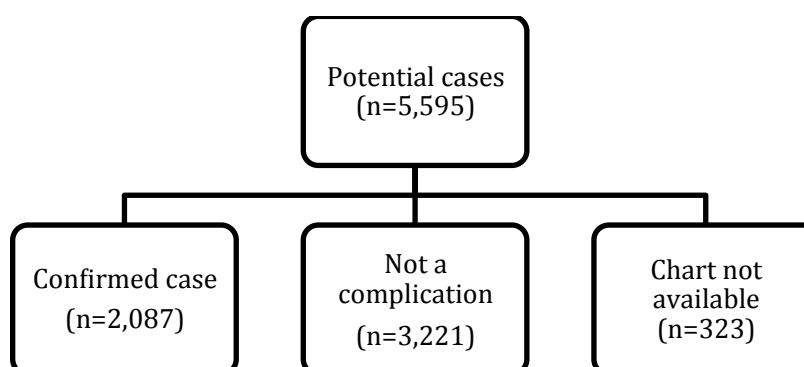 Potential cases
(n=5,595)
Confirmed case
(n=2,087)
Not a
complication
(n=3,221)
Chart not
available
(n=323)